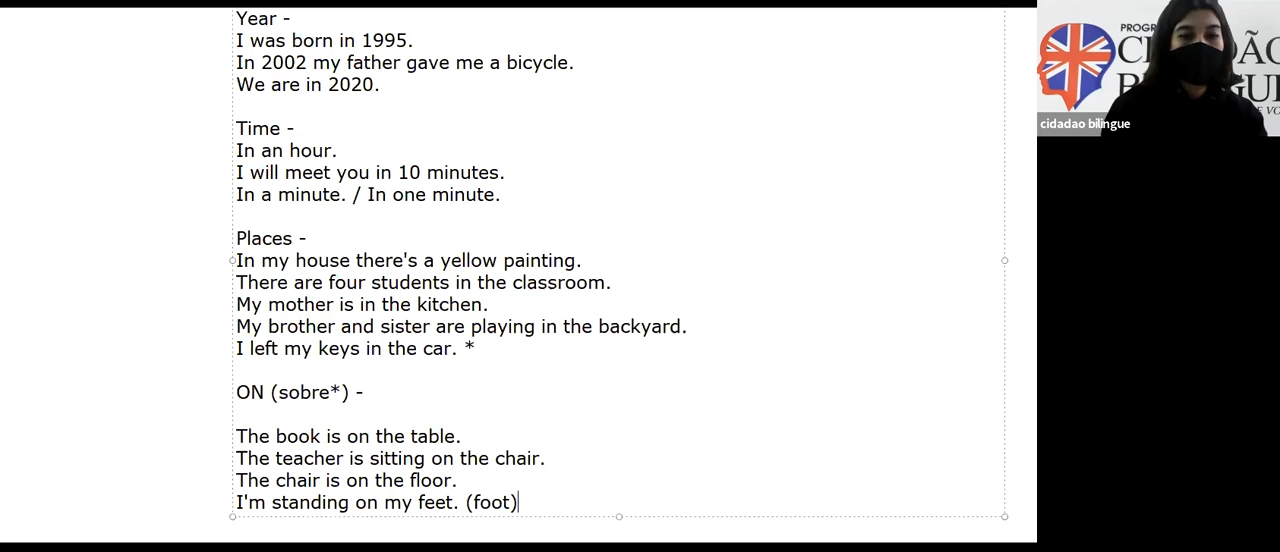 Year -
I was born in 1995.
In 2002 my father gave me a bicycle.
We are in 2020.
Time -
In an hour.
I will meet you in 10 minutes.
In a minute. / In one minute.
Places -
In my house there's a yellow painting.
There are four students in the classroom.
My mother is in the kitchen.
My brother and sister are playing in the backyard.
I left my keys in the car. *
ON (sobre*) -
The book is on the table.
The teacher is sitting on the chair.
The chair is on the floor.
I'm standing on my feet. (foot)
cidadao bilingue